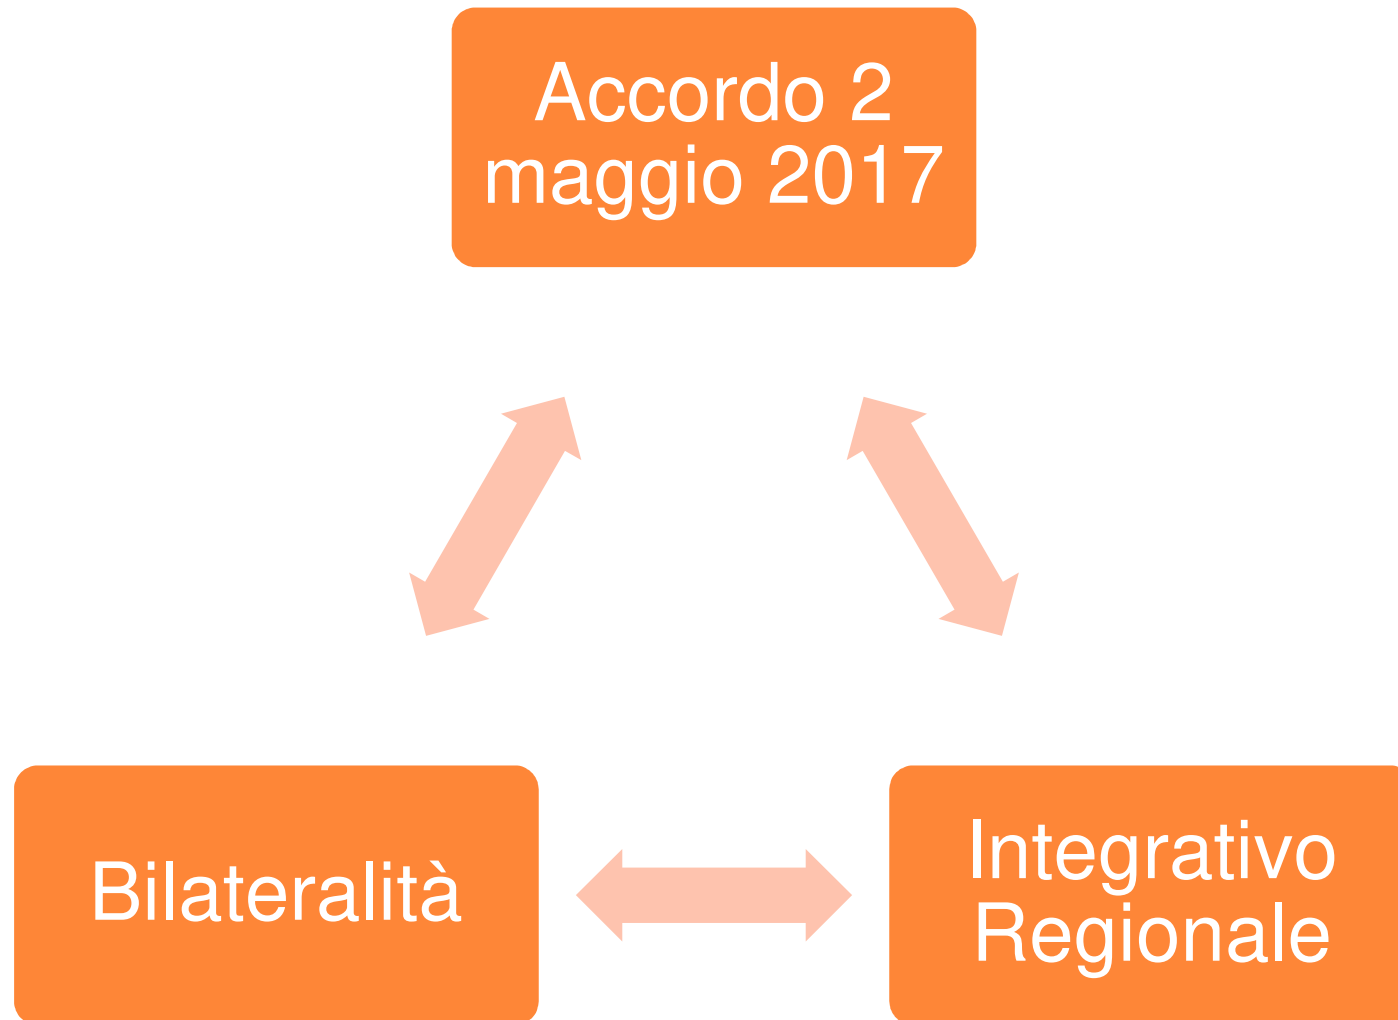 Accordo 2
maggio 2017
Bilateralità
Integrativo
Regionale